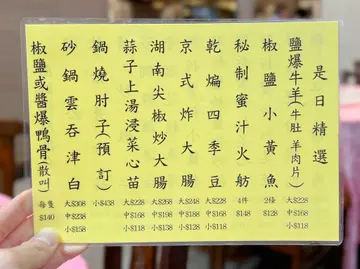 是日精選
鹽爆牛羊(牛肚 羊肉片)
大$228
中$168
小$118
椒鹽小黃魚
2條
$128
秘制蜜汁火舫
4件
$148
乾煸四季豆
大$228
中$168
小$118
京式炸大腸
大$248
中$188
小$128
湖南尖椒炒大腸
大$268
中$198
小$138
蒜子上湯浸菜心苗
大$228
中$168
小$118
鍋燒肘子(預訂)
小$438
砂鍋雲吞津白
大$308
中$238
小$158
椒鹽或醬爆鴨骨(散叫)
每隻
$140